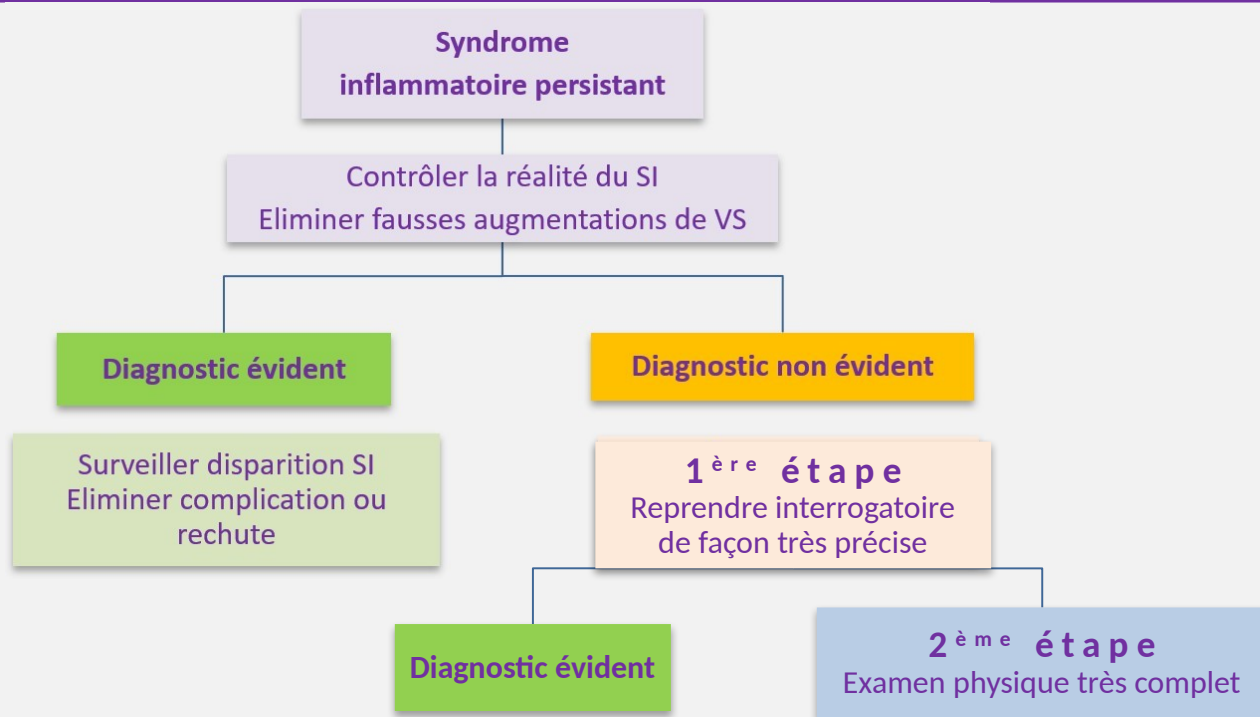 Syndrome
inflammatoire persistant
Contrôler la réalité du SI
Eliminer fausses augmentations de VS
Diagnostic évident
Diagnostic non évident
Surveiller disparition SI
Eliminer complication ou
rechute
1ère étape
Reprendre interrogatoire
de façon très précise
Diagnostic évident
2ème étape
Examen physique très complet